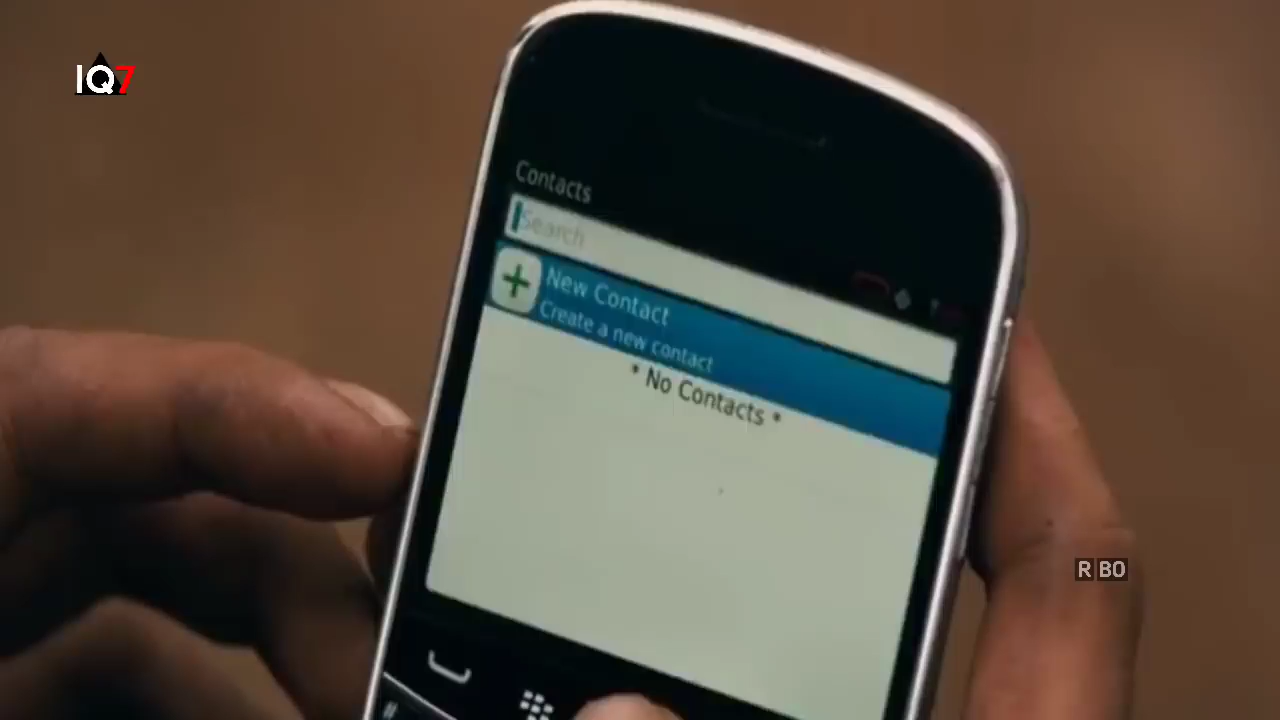 IQ7
Contacts
Search
New Contact
Create a new contact
* No Contacts *
R BO
#